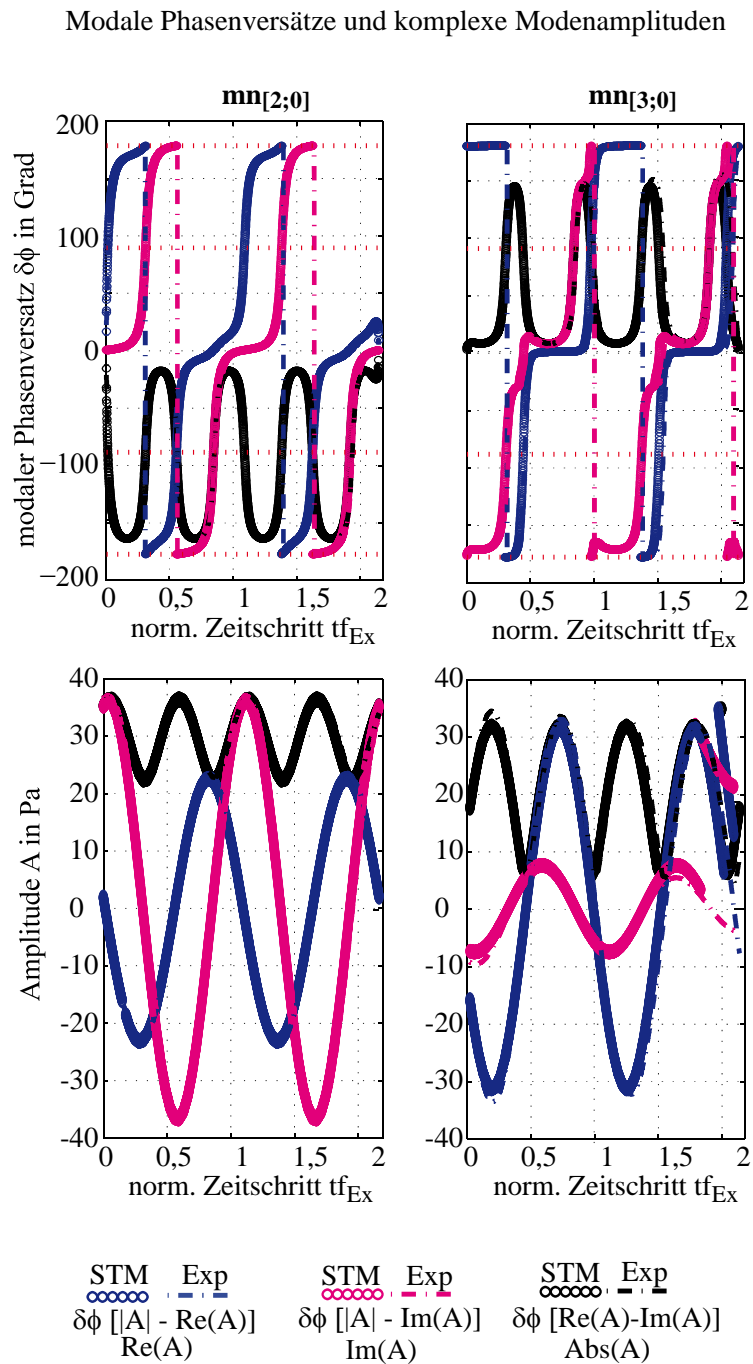 Modale Phasenversätze und komplexe Modenamplituden
mn[2;0]
mn[3;0]
modaler Phasenversatz δϕ in Grad
200
100
0
−100
−200
0 0,5 1 1,5 2
0 0,5 1 1,5 2
norm. Zeitschritt tfEx
norm. Zeitschritt tfEx
Amplitude A in Pa
40
30
20
10
0
-10
-20
-30
-40
40
30
20
10
0
-10
-20
-30
-40
0 0,5 1 1,5 2
0 0,5 1 1,5 2
norm. Zeitschritt tfEx
norm. Zeitschritt tfEx
STM Exp
δϕ [|A| - Re(A)]
Re(A)
STM Exp
δϕ [|A| - Im(A)]
Im(A)
STM Exp
δϕ [Re(A)-Im(A)]
Abs(A)